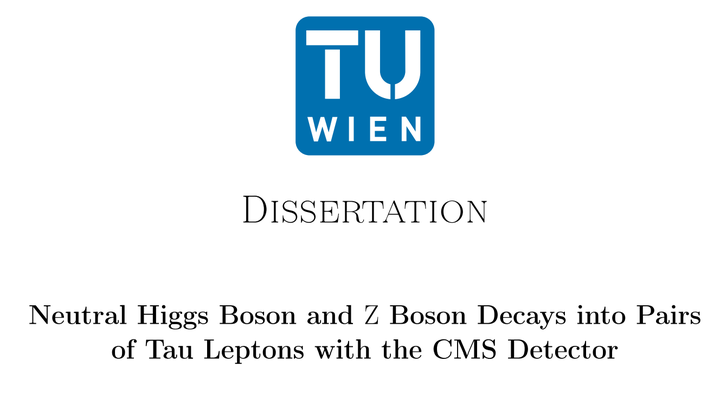 TU
WIEN
DISSERTATION
Neutral Higgs Boson and Z Boson Decays into Pairs
of Tau Leptons with the CMS Detector